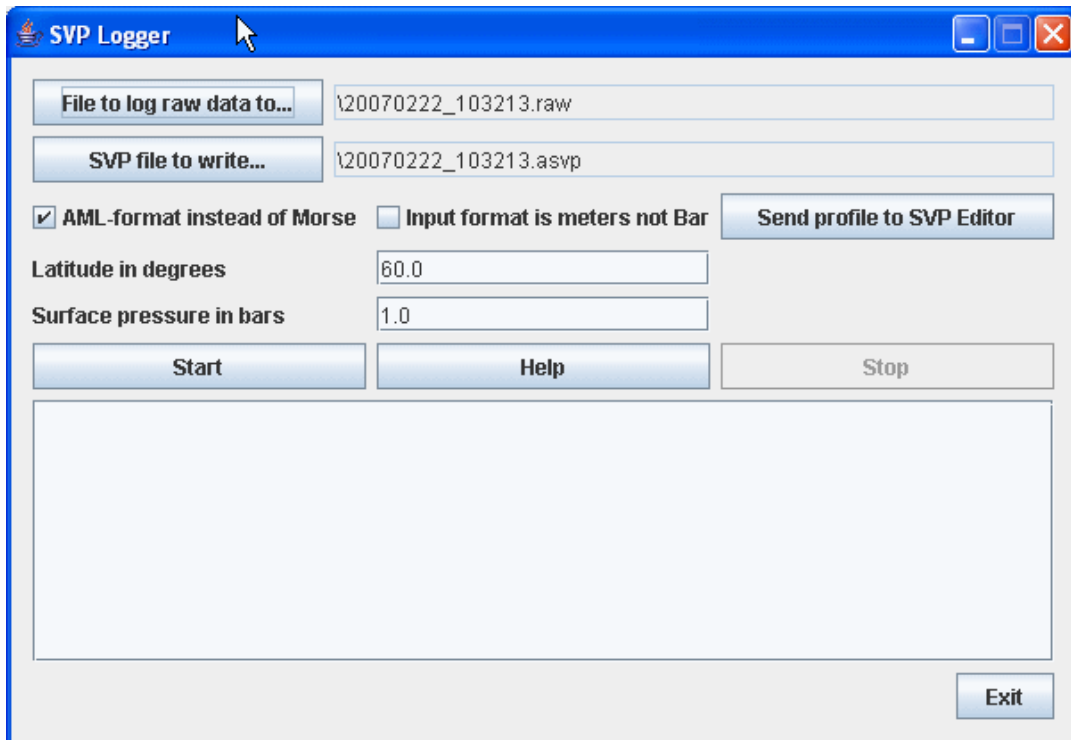 SVP Logger
File to log raw data to... \20070222_103213.raw
SVP file to write... \20070222_103213.asvp
AML-format instead of Morse Input format is meters not Bar Send profile to SVP Editor
Latitude in degrees 60.0
Surface pressure in bars 1.0
Start Help Stop
Exit